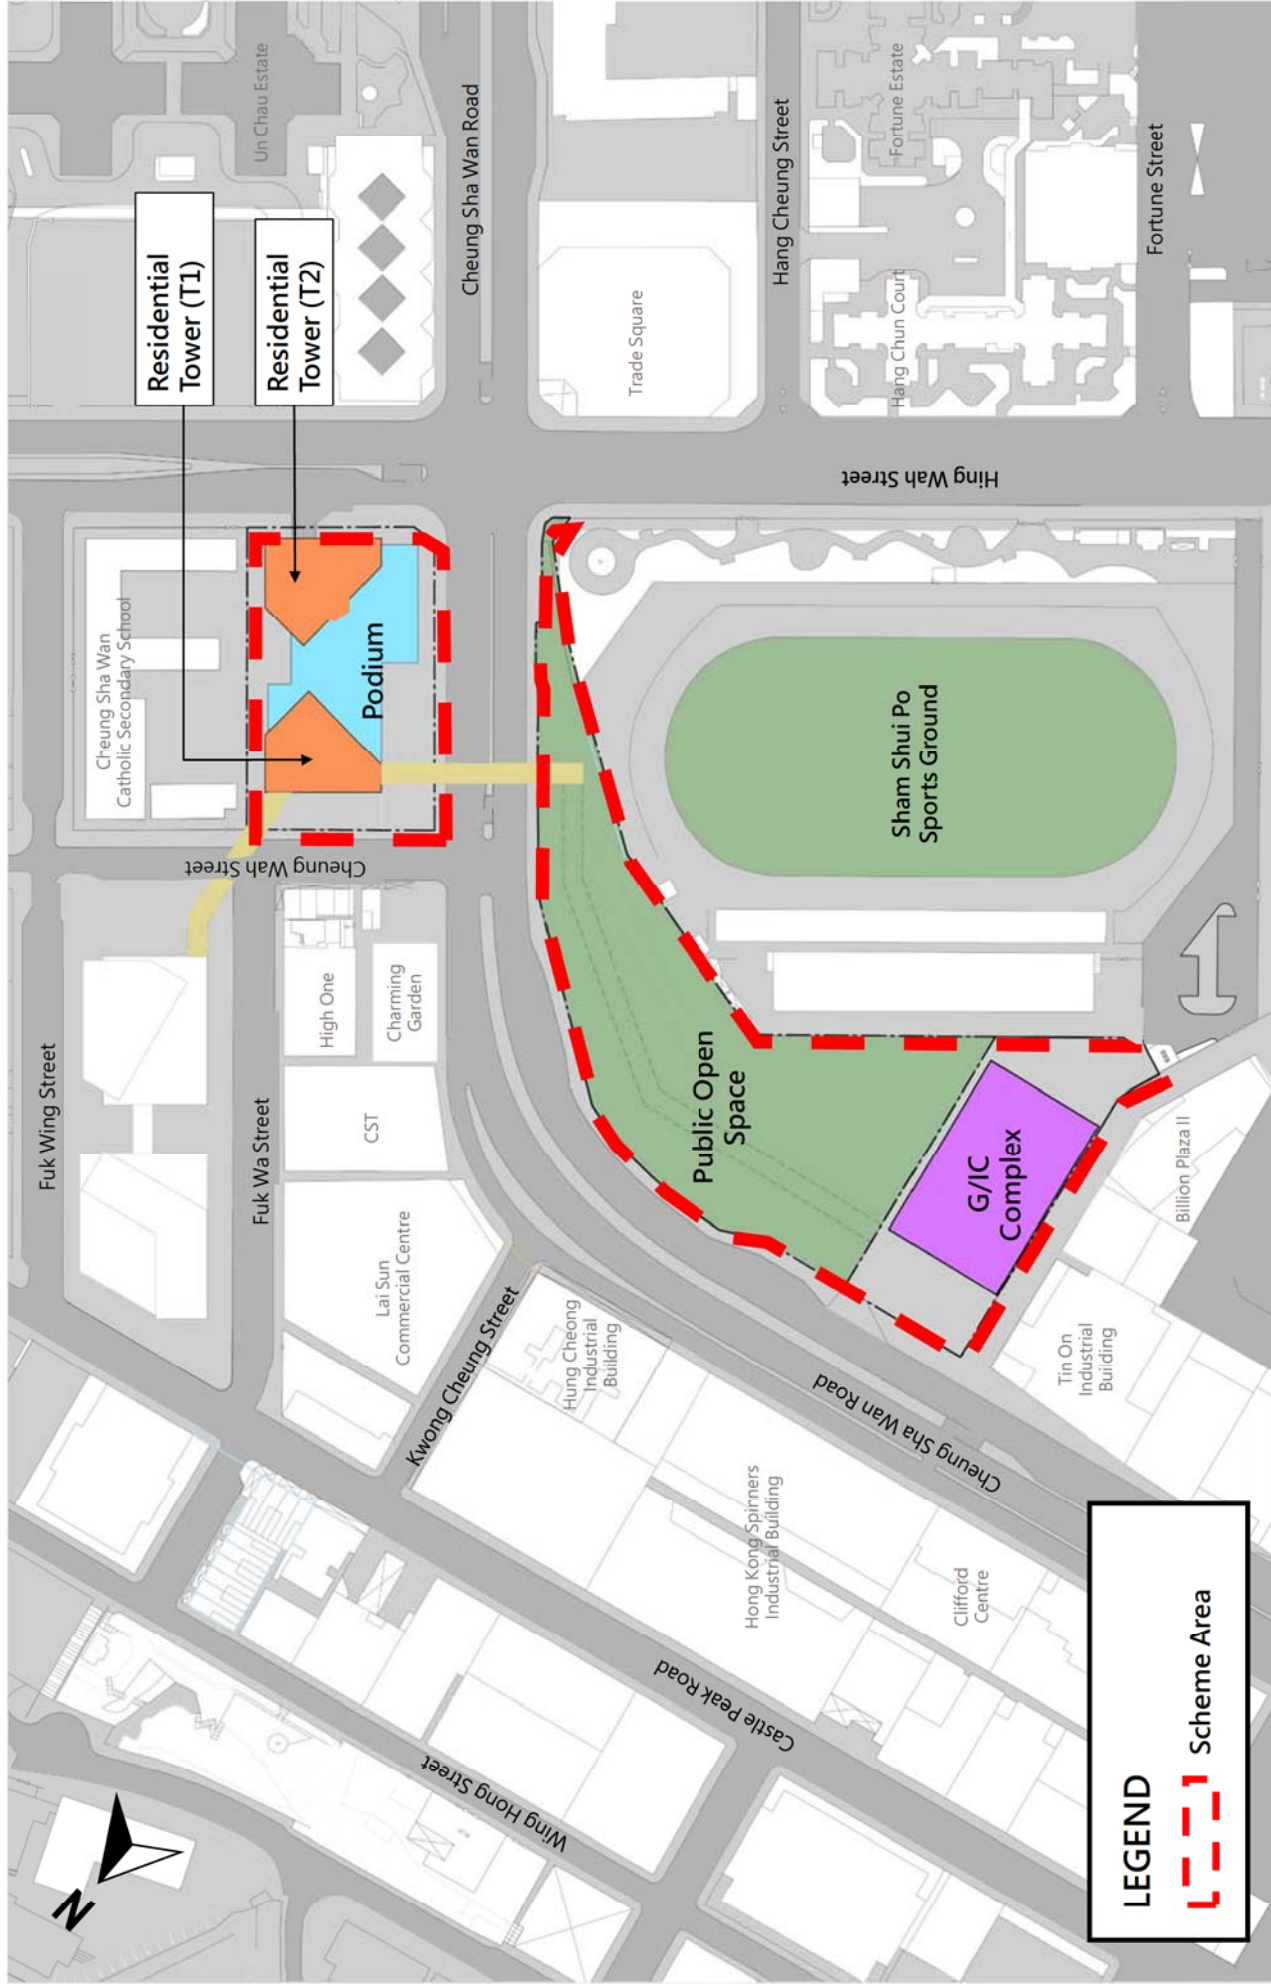 N
Wing Hong Street
Castle Peak Road
Kwong Cheung Street
Fuk Wing Street
Fuk Wa Street
Lai Sun
Commercial Centre
CST
High One
Charming
Garden
Cheung Wah Street
Cheung Sha Wan
Catholic Secondary School
Residential
Tower (T1)
Residential
Tower (T2)
Podium
Un Chau Estate
Cheung Sha Wan Road
Trade Square
Hang Cheung Street
Fortune Estate
Hang Chun Court
Fortune Street
Hing Wah Street
Sham Shui Po
Sports Ground
Public Open
Space
G/IC
Complex
Billion Plaza II
Tin On
Industrial
Building
Cheung Sha Wan Road
Hung Cheong
Industrial
Building
Hong Kong Spinners
Industrial Building
Clifford
Centre
LEGEND
Scheme Area